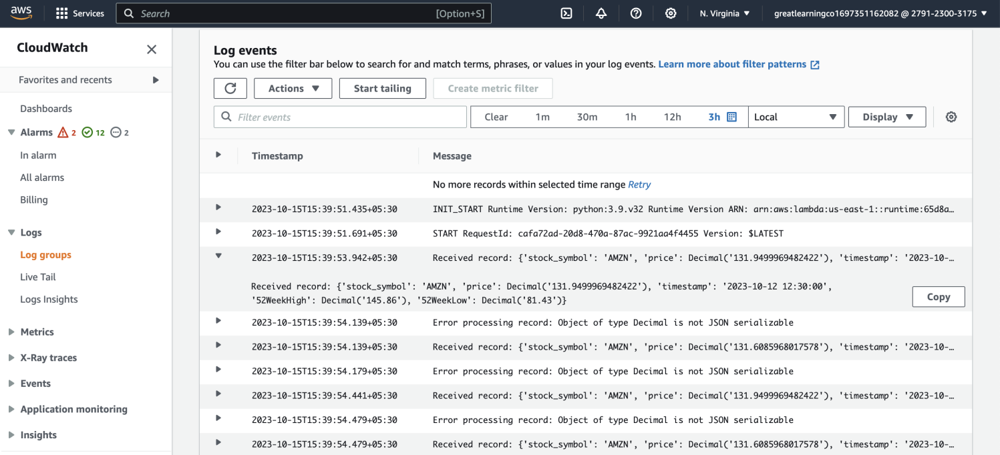 aws
Services
Search [Option+S]
N. Virginia
greatlearningco1697351162082 @ 2791-2300-3175
CloudWatch
Favorites and recents
Dashboards
Alarms 2 12 2
In alarm
All alarms
Billing
Logs
Log groups
Live Tail
Logs Insights
Metrics
X-Ray traces
Events
Application monitoring
Insights
Log events
You can use the filter bar below to search for and match terms, phrases, or values in your log events. Learn more about filter patterns
Actions Start tailing Create metric filter
Filter events Clear 1m 30m 1h 12h 3h Local Display
Timestamp Message
No more records within selected time range Retry
2023-10-15T15:39:51.435+05:30 INIT_START Runtime Version: python:3.9.v32 Runtime Version ARN: arn:aws:lambda:us-east-1::runtime:65d8a…
2023-10-15T15:39:51.691+05:30 START RequestId: cafa72ad-20d8-470a-87ac-9921aa4f4455 Version: $LATEST
2023-10-15T15:39:53.942+05:30 Received record: {'stock_symbol': 'AMZN', 'price': Decimal('131.9499969482422'), 'timestamp': '2023-10-…
Received record: {'stock_symbol': 'AMZN', 'price': Decimal('131.9499969482422'), 'timestamp': '2023-10-12 12:30:00',
'52WeekHigh': Decimal('145.86'), '52WeekLow': Decimal('81.43')}
Copy
2023-10-15T15:39:54.139+05:30 Error processing record: Object of type Decimal is not JSON serializable
2023-10-15T15:39:54.139+05:30 Received record: {'stock_symbol': 'AMZN', 'price': Decimal('131.6085968017578'), 'timestamp': '2023-10-…
2023-10-15T15:39:54.179+05:30 Error processing record: Object of type Decimal is not JSON serializable
2023-10-15T15:39:54.441+05:30 Received record: {'stock_symbol': 'AMZN', 'price': Decimal('131.9499969482422'), 'timestamp': '2023-10-…
2023-10-15T15:39:54.479+05:30 Error processing record: Object of type Decimal is not JSON serializable
2023-10-15T15:39:54.479+05:30 Received record: {'stock_symbol': 'AMZN', 'price': Decimal('131.6085968017578'), 'timestamp': '2023-10-…